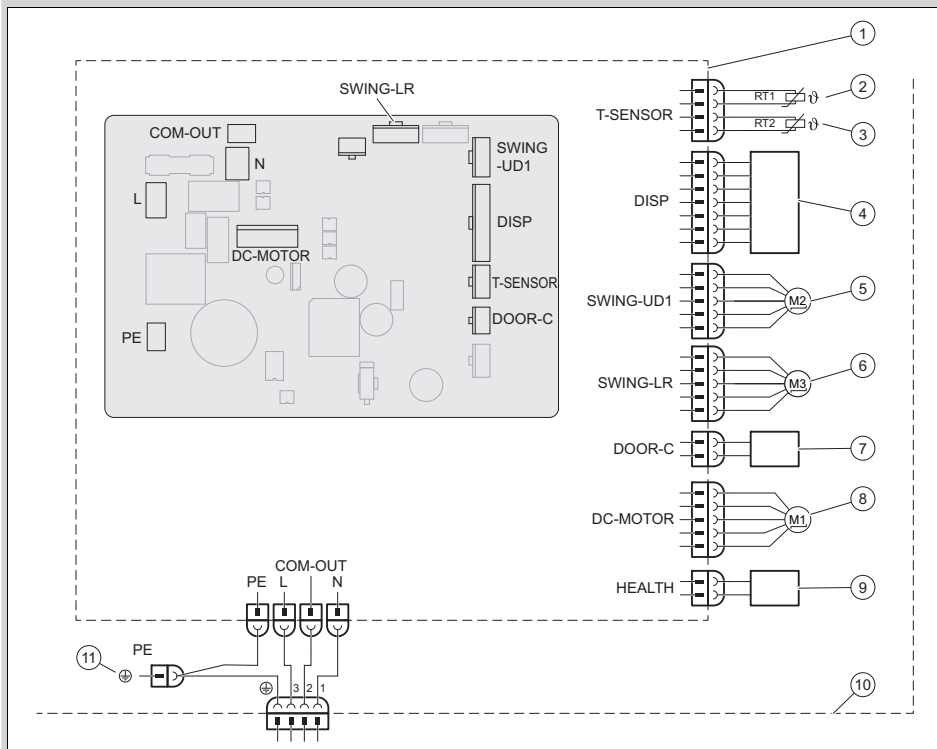 1
SWING-LR
RT1 ϑ 2
T-SENSOR
RT2 ϑ 3
COM-OUT
SWING
-UD1
N
L
DISP
DISP
4
DC-MOTOR
T-SENSOR
SWING-UD1
M2
5
DOOR-C
PE
SWING-LR
M3
6
DOOR-C
7
DC-MOTOR
M1
8
COM-OUT
PE L N
HEALTH
9
PE
11
3 2 1
10